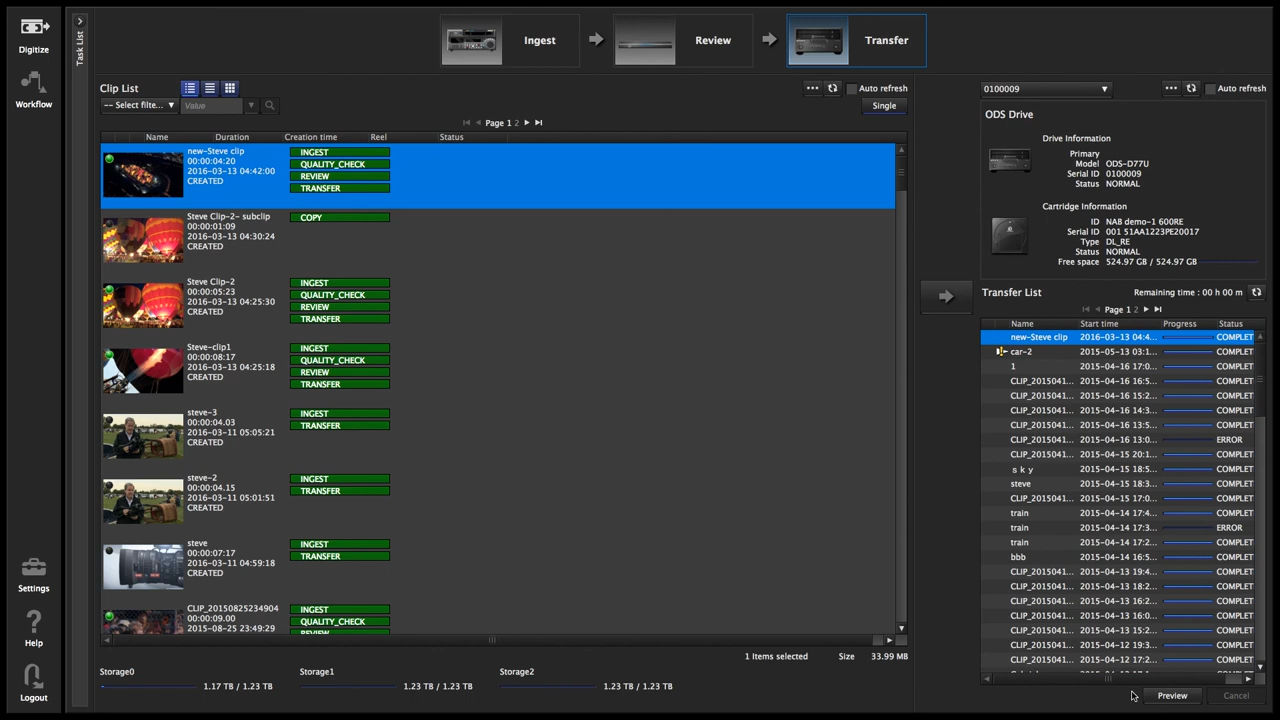 Digitize
Workflow
Settings
Help
Logout
Task List
Ingest
Review
Transfer
Clip List
Auto refresh
-- Select filte...
Value
Single
Page 1 2
Name Duration Creation time Reel Status
new-Steve clip
00:00:04:20
2016-03-13 04:42:00
CREATED
INGEST
QUALITY_CHECK
REVIEW
TRANSFER
Steve Clip-2- subclip
00:00:01:09
2016-03-13 04:30:24
CREATED
COPY
Steve Clip-2
00:00:05:23
2016-03-13 04:25:30
CREATED
INGEST
QUALITY_CHECK
REVIEW
TRANSFER
Steve-clip1
00:00:08:17
2016-03-13 04:25:18
CREATED
INGEST
QUALITY_CHECK
REVIEW
TRANSFER
steve-3
00:00:04.03
2016-03-11 05:05:21
CREATED
INGEST
TRANSFER
steve-2
00:00:04.15
2016-03-11 05:01:51
CREATED
INGEST
TRANSFER
steve
00:00:07:17
2016-03-11 04:59:18
CREATED
INGEST
TRANSFER
CLIP_20150825234904
00:00:09.00
2015-08-25 23:49:29
INGEST
QUALITY_CHECK
REVIEW
1 Items selected Size 33.99 MB
Storage0
1.17 TB / 1.23 TB
Storage1
1.23 TB / 1.23 TB
Storage2
1.23 TB / 1.23 TB
0100009
Auto refresh
ODS Drive
Drive Information
Primary
Model ODS-D77U
Serial ID 0100009
Status NORMAL
Cartridge Information
ID NAB demo-1 600RE
Serial ID 001 51AA1223PE20017
Type DL_RE
Status NORMAL
Free space 524.97 GB / 524.97 GB
Transfer List
Remaining time : 00 h 00 m
Page 1 2
Name Start time Progress Status
new-Steve clip 2016-03-13 04:4... COMPLET
car-2 2015-05-13 03:1... COMPLET
1 2015-04-16 17:0... COMPLET
CLIP_2015041... 2015-04-16 16:5... COMPLET
CLIP_2015041... 2015-04-16 15:2... COMPLET
CLIP_2015041... 2015-04-16 14:3... COMPLET
CLIP_2015041... 2015-04-16 13:5... COMPLET
CLIP_2015041... 2015-04-16 13:0... ERROR
CLIP_2015041... 2015-04-15 20:1... COMPLET
ｓｋｙ 2015-04-15 18:5... COMPLET
steve 2015-04-15 18:3... COMPLET
CLIP_2015041... 2015-04-15 17:0... COMPLET
train 2015-04-14 17:4... COMPLET
train 2015-04-14 17:3... ERROR
train 2015-04-14 17:2... COMPLET
bbb 2015-04-14 16:5... COMPLET
CLIP_2015041... 2015-04-13 19:4... COMPLET
CLIP_2015041... 2015-04-13 18:2... COMPLET
CLIP_2015041... 2015-04-13 16:2... COMPLET
CLIP_2015041... 2015-04-13 16:0... COMPLET
CLIP_2015041... 2015-04-13 15:2... COMPLET
CLIP_2015041... 2015-04-12 19:3... COMPLET
CLIP_2015041... 2015-04-12 17:2... COMPLET
Preview
Cancel